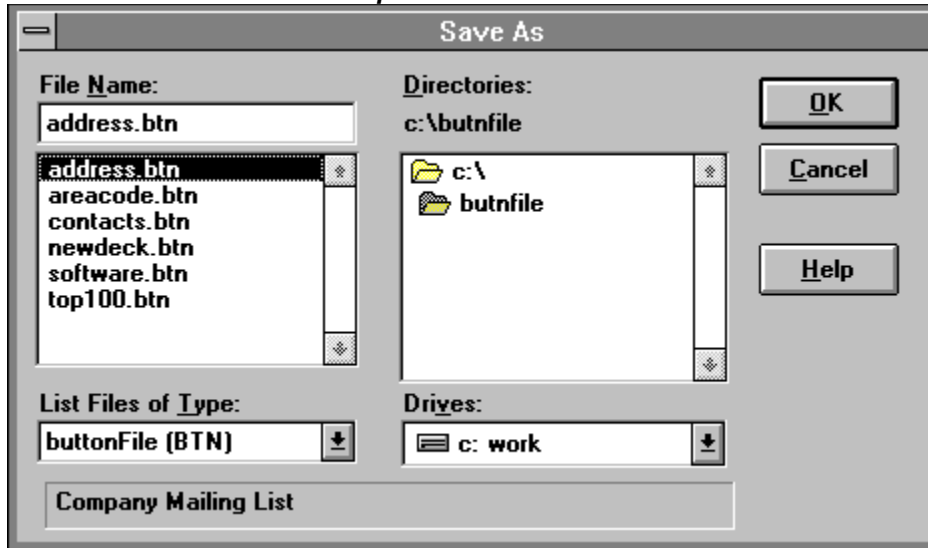 Save As
File Name:
address.btn
address.btn
areacode.btn
contacts.btn
newdeck.btn
software.btn
top100.btn
List Files of Type:
buttonFile (BTN)
Directories:
c:\butnfile
c:\
butnfile
Drives:
c: work
OK
Cancel
Help
Company Mailing List